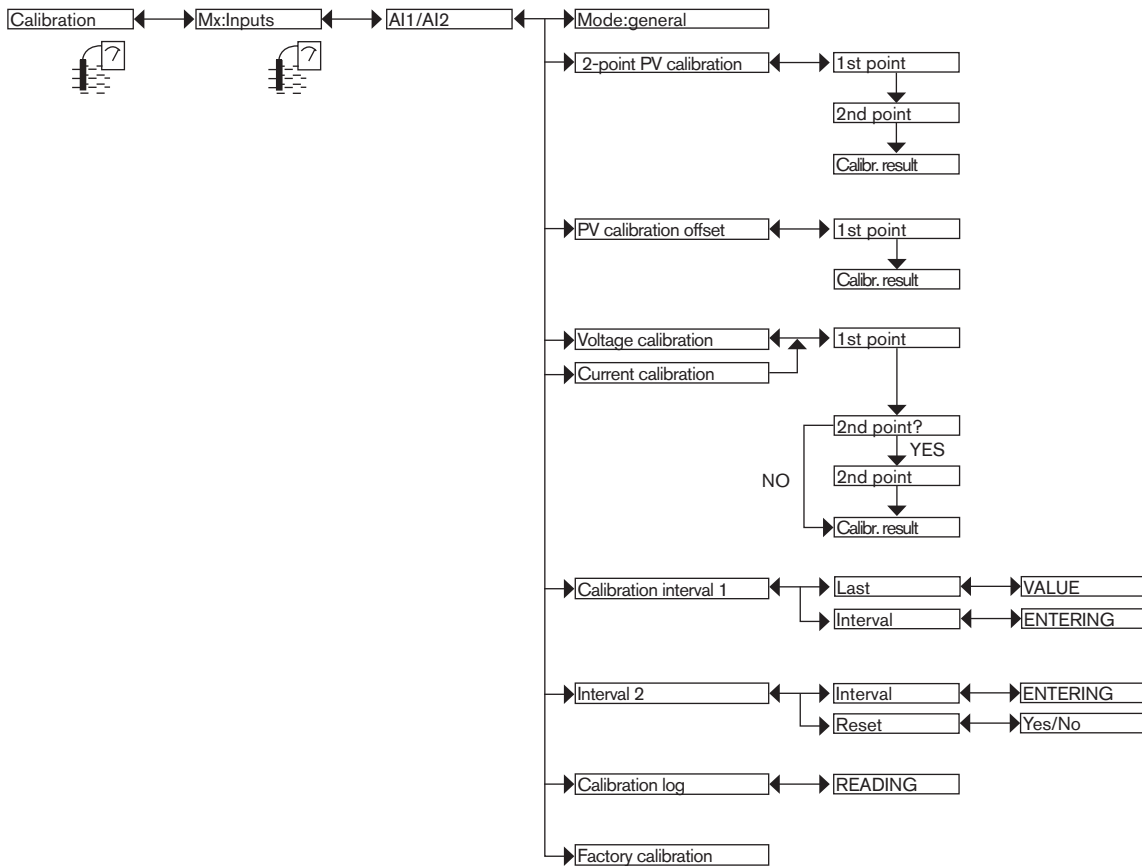 Calibration
Mx:Inputs
AI1/AI2
Mode:general
2-point PV calibration
1st point
2nd point
Calibr. result
PV calibration offset
1st point
Calibr. result
Voltage calibration
1st point
Current calibration
2nd point?
YES
NO
2nd point
Calibr. result
Calibration interval 1
Last
VALUE
Interval
ENTERING
Interval 2
Interval
ENTERING
Reset
Yes/No
Calibration log
READING
Factory calibration